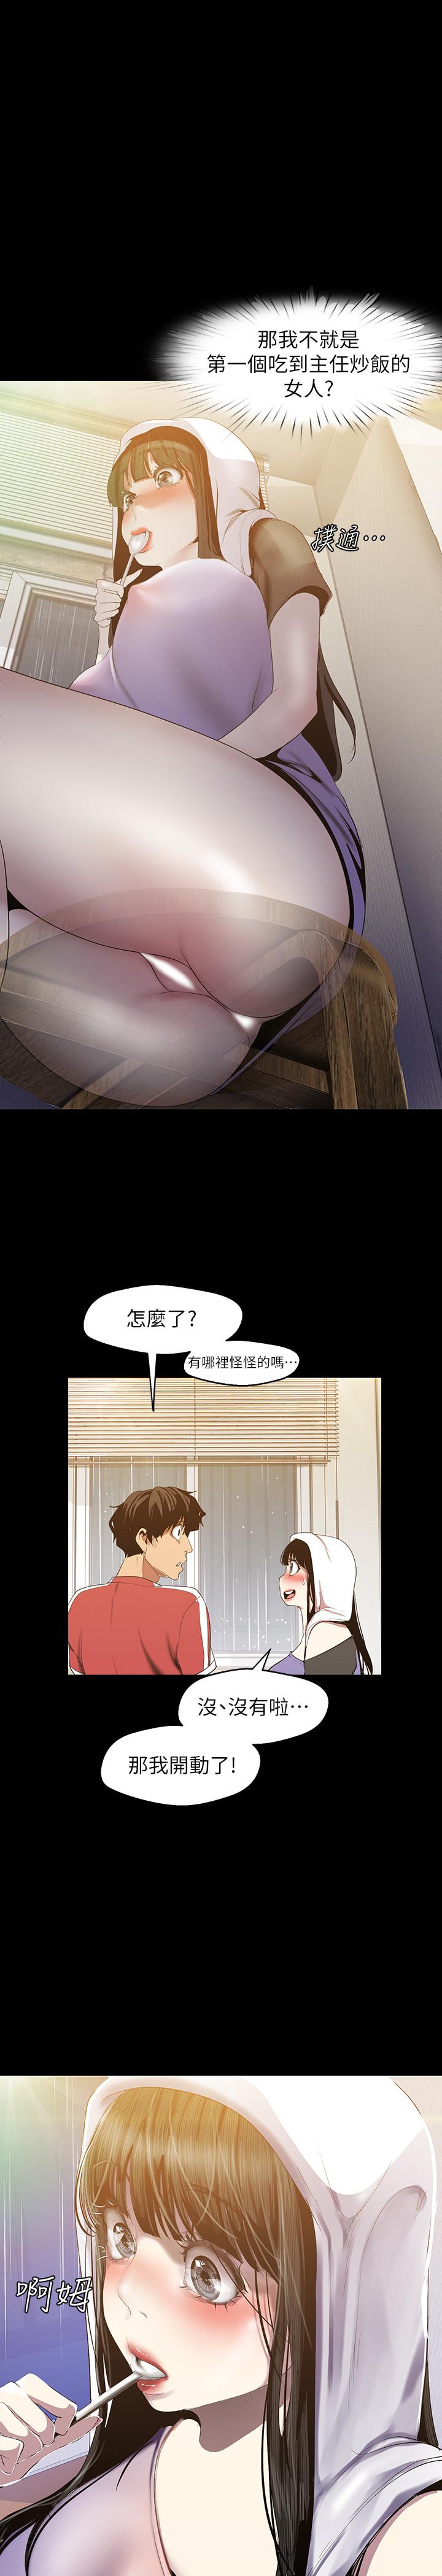 那我不就是
第一個吃到主任炒飯的
女人?
撲通…
怎麼了?
有哪裡怪怪的嗎…
沒、沒有啦…
那我開動了!
啊姆